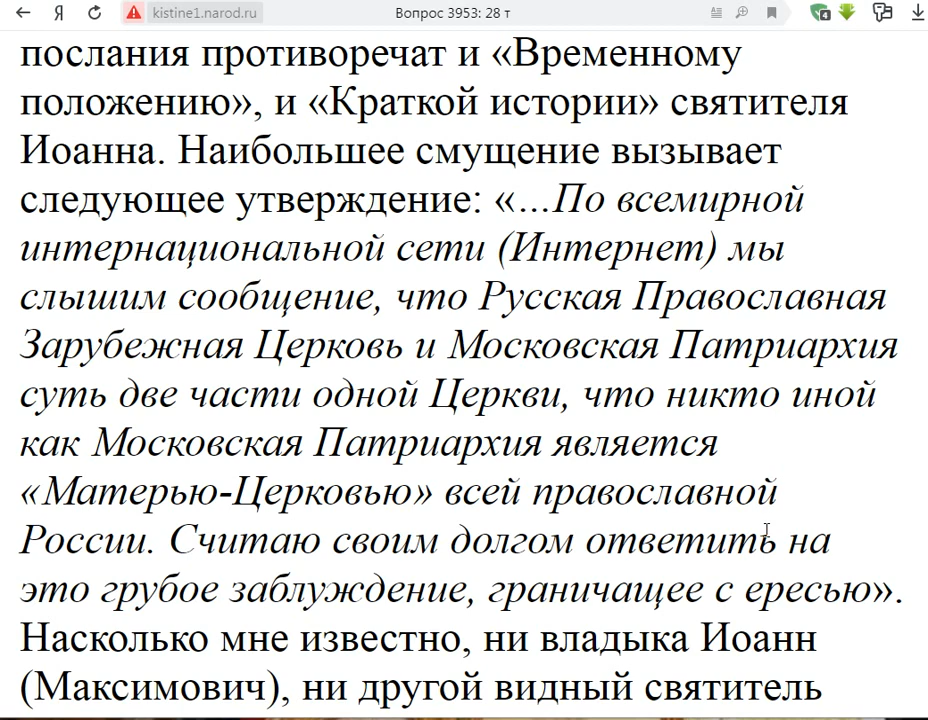 kistine1.narod.ru
Вопрос 3953: 28 т
4
послания противоречат и «Временному
положению», и «Краткой истории» святителя
Иоанна. Наибольшее смущение вызывает
следующее утверждение: «…По всемирной
интернациональной сети (Интернет) мы
слышим сообщение, что Русская Православная
Зарубежная Церковь и Московская Патриархия
суть две части одной Церкви, что никто иной
как Московская Патриархия является
«Матерью-Церковью» всей православной
России. Считаю своим долгом ответить на
это грубое заблуждение, граничащее с ересью».
Насколько мне известно, ни владыка Иоанн
(Максимович), ни другой видный святитель